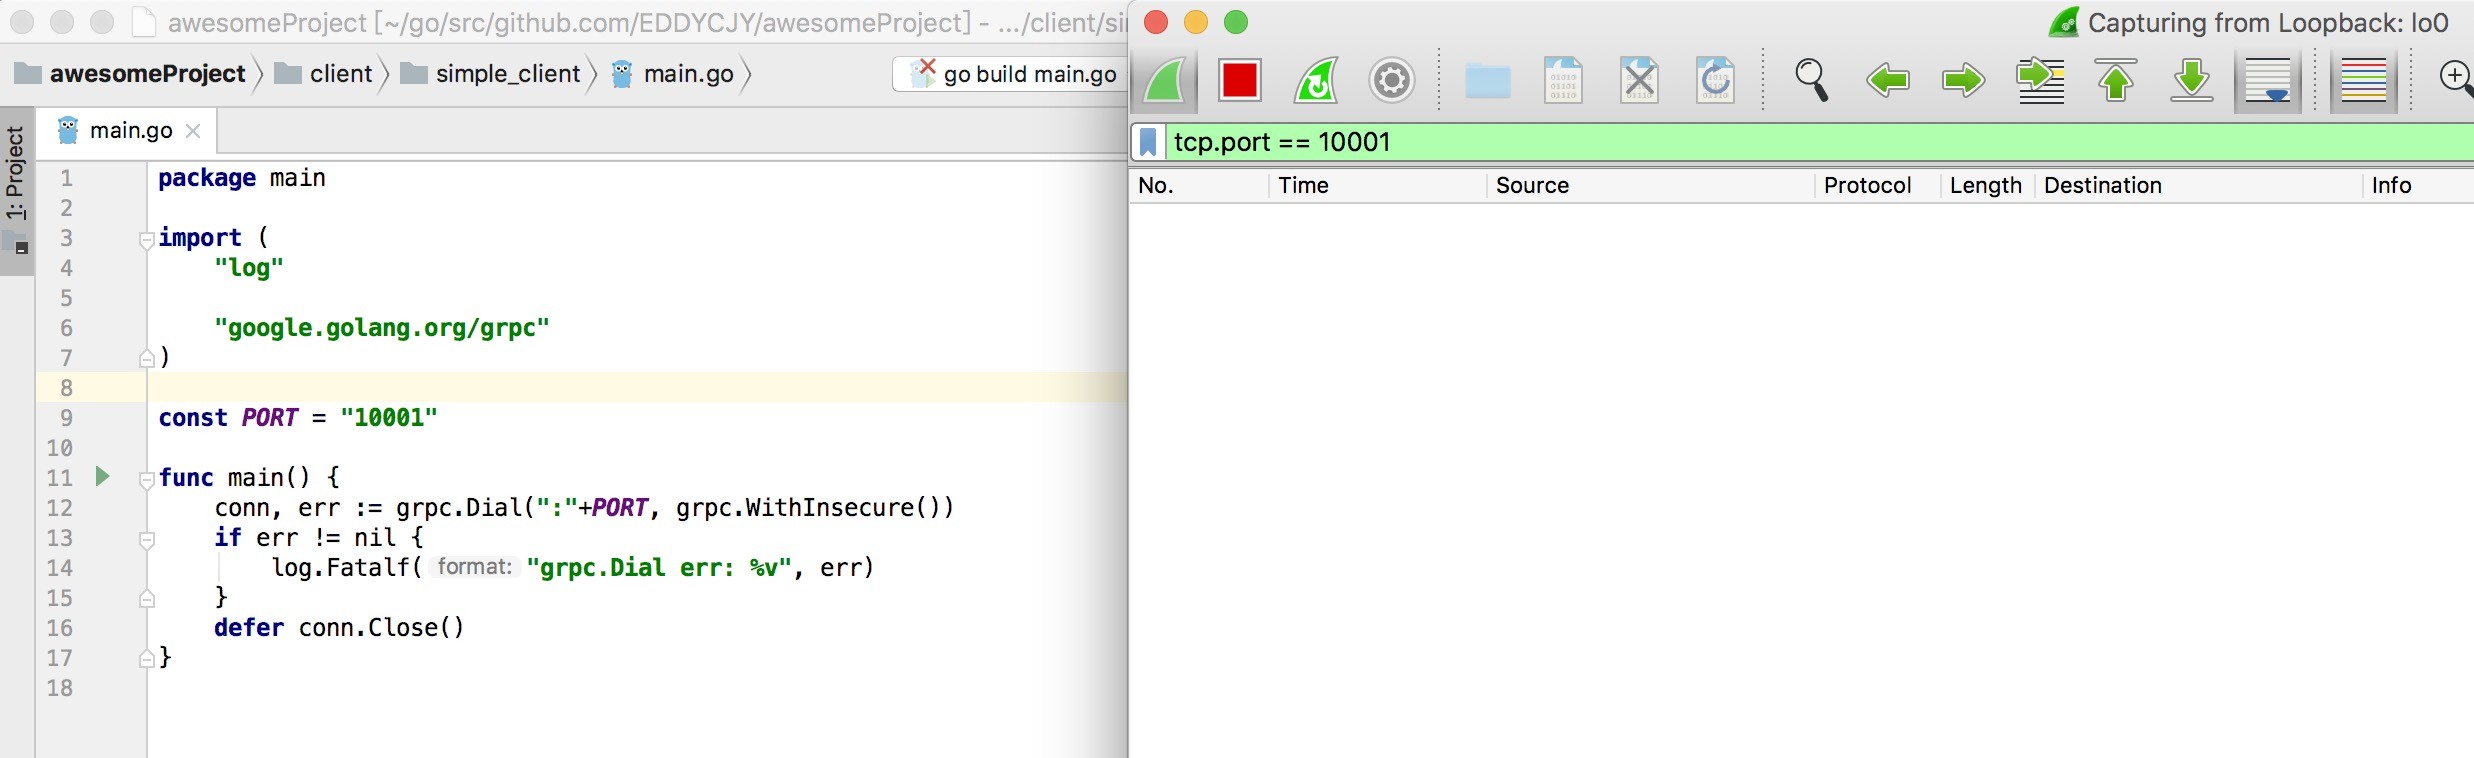 awesomeProject [~/go/src/github.com/EDDYCJY/awesomeProject] - .../client/si
awesomeProject client simple_client main.go go build main.go
1: Project
main.go
1 package main
2
3 import (
4 "log"
5
6 "google.golang.org/grpc"
7 )
8
9 const PORT = "10001"
10
11 func main() {
12 conn, err := grpc.Dial(":"+PORT, grpc.WithInsecure())
13 if err != nil {
14 log.Fatalf( format: "grpc.Dial err: %v", err)
15 }
16 defer conn.Close()
17 }
18
Capturing from Loopback: lo0
tcp.port == 10001
No. Time Source Protocol Length Destination Info